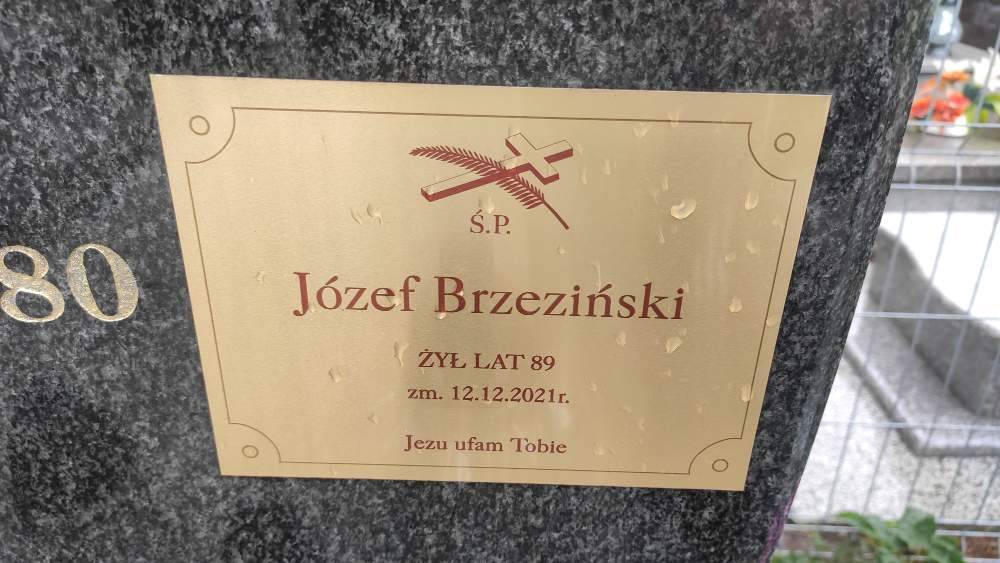 80
Ś.P.
Józef Brzeziński
ŻYŁ LAT 89
zm. 12.12.2021r.
Jezu ufam Tobie